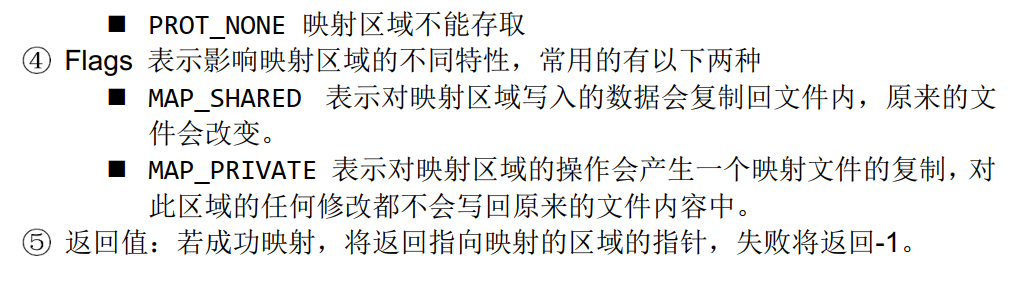 ■ PROT_NONE 映射区域不能存取
④ Flags 表示影响映射区域的不同特性，常用的有以下两种
■ MAP_SHARED 表示对映射区域写入的数据会复制回文件内，原来的文
件会改变。
■ MAP_PRIVATE 表示对映射区域的操作会产生一个映射文件的复制，对
此区域的任何修改都不会写回原来的文件内容中。
⑤ 返回值：若成功映射，将返回指向映射的区域的指针，失败将返回-1。